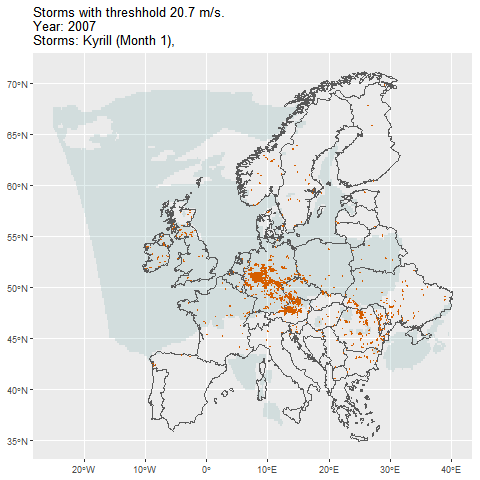 Storms with threshhold 20.7 m/s.
Year: 2007
Storms: Kyrill (Month 1),
70°N
65°N
60°N
55°N
50°N
45°N
40°N
35°N
20°W
10°W
0°
10°E
20°E
30°E
40°E